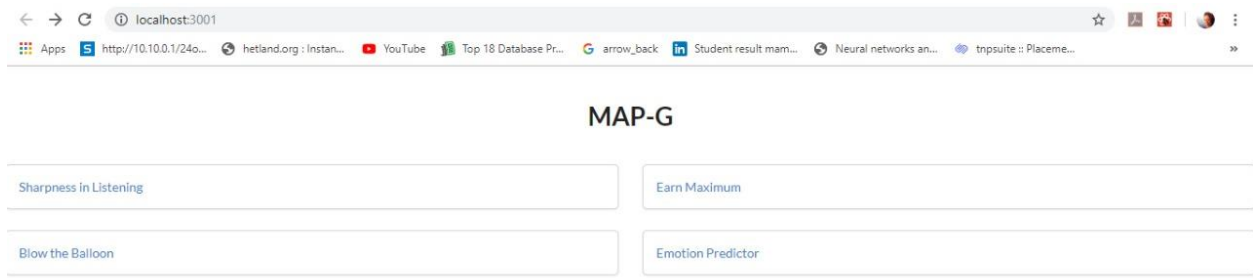 localhost:3001
Apps http://10.10.0.1/24o... hetland.org : Instan... YouTube Top 18 Database Pr... arrow_back Student result mam... Neural networks an... tnpsuite :: Placeme... »
MAP-G
Sharpness in Listening Earn Maximum
Blow the Balloon Emotion Predictor